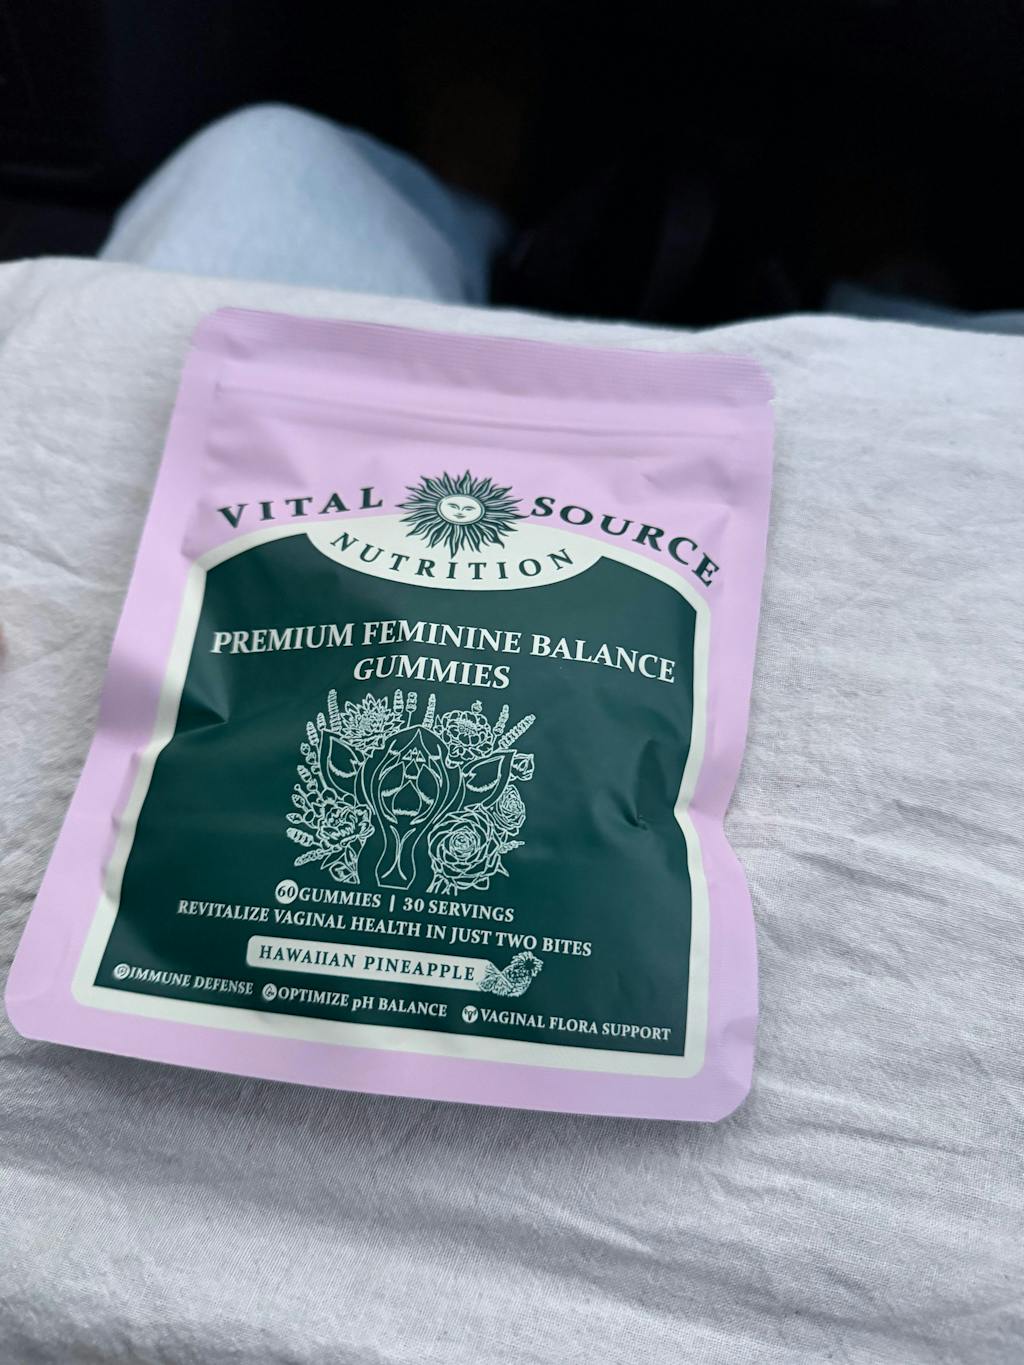 VITAL SOURCE
NUTRITION
PREMIUM FEMININE BALANCE
GUMMIES
60 GUMMIES | 30 SERVINGS
REVITALIZE VAGINAL HEALTH IN JUST TWO BITES
HAWAIIAN PINEAPPLE
IMMUNE DEFENSE OPTIMIZE pH BALANCE VAGINAL FLORA SUPPORT